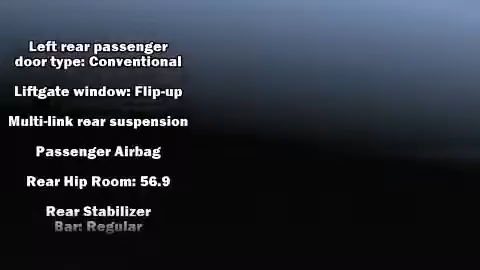 Left rear passenger
door type: Conventional
Liftgate window: Flip-up
Multi-link rear suspension
Passenger Airbag
Rear Hip Room: 56.9
Rear Stabilizer
Bar: Regular